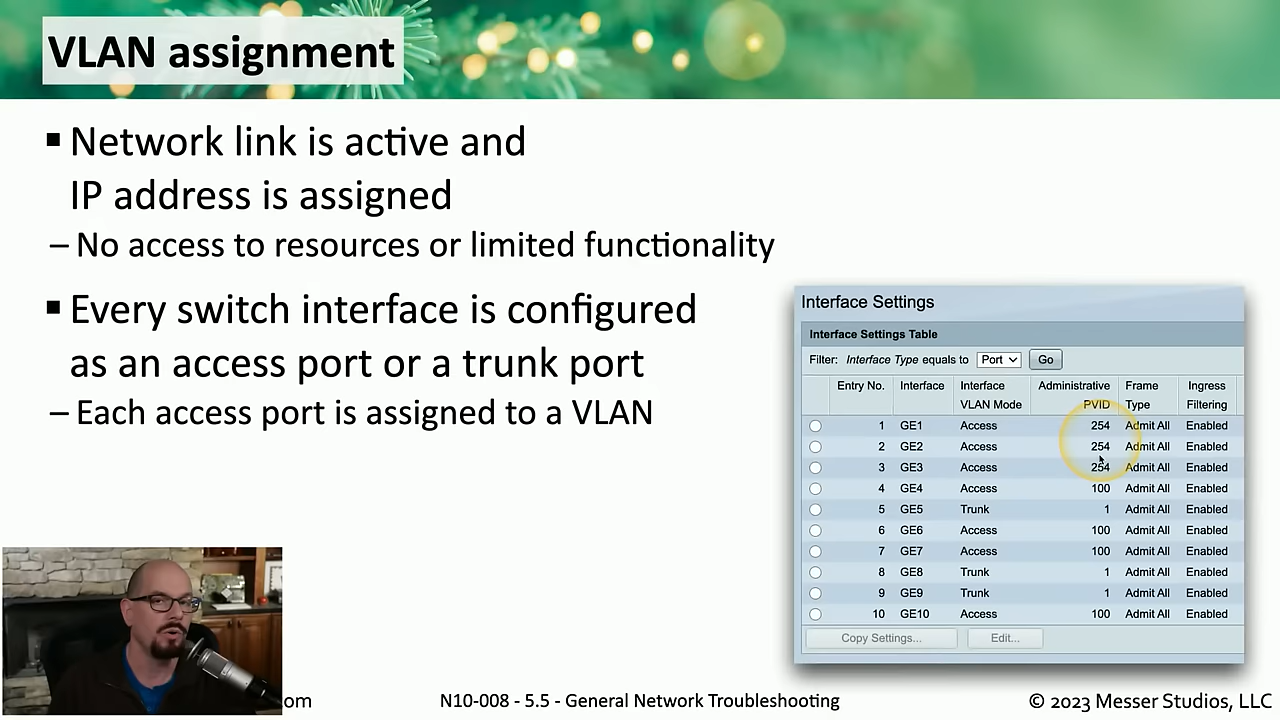 VLAN assignment
▪ Network link is active and
IP address is assigned
– No access to resources or limited functionality
▪ Every switch interface is configured
as an access port or a trunk port
– Each access port is assigned to a VLAN
Interface Settings
Interface Settings Table
Filter: Interface Type equals to Port Go
Entry No. Interface Interface VLAN Mode Administrative PVID Frame Type Ingress Filtering
1 GE1 Access 254 Admit All Enabled
2 GE2 Access 254 Admit All Enabled
3 GE3 Access 254 Admit All Enabled
4 GE4 Access 100 Admit All Enabled
5 GE5 Trunk 1 Admit All Enabled
6 GE6 Access 100 Admit All Enabled
7 GE7 Access 100 Admit All Enabled
8 GE8 Trunk 1 Admit All Enabled
9 GE9 Trunk 1 Admit All Enabled
10 GE10 Access 100 Admit All Enabled
Copy Settings... Edit...
om N10-008 - 5.5 - General Network Troubleshooting © 2023 Messer Studios, LLC